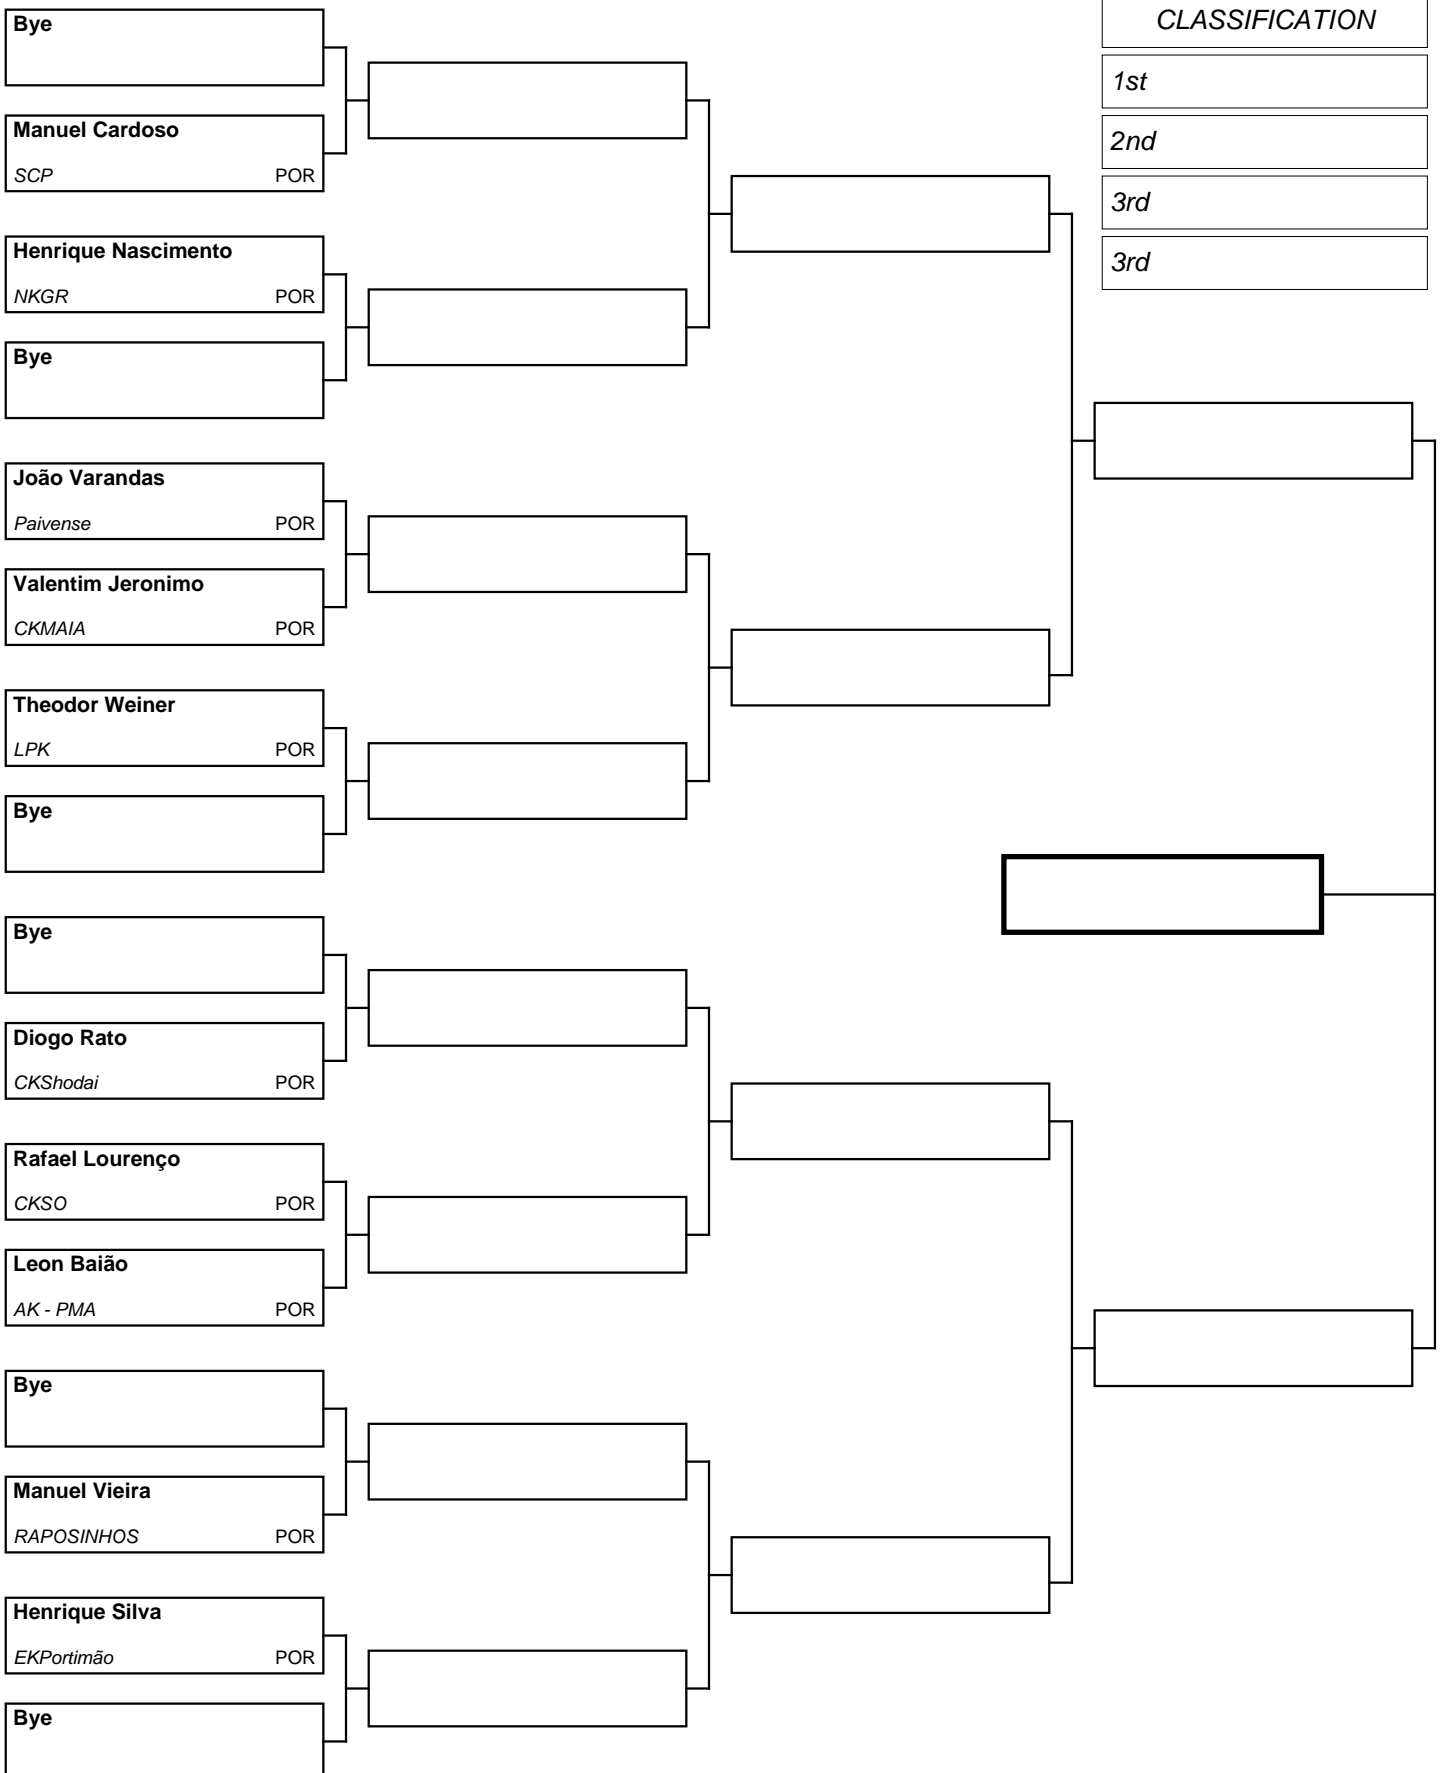 Bye
Manuel Cardoso
SCP POR
Henrique Nascimento
NKGR POR
Bye
João Varandas
Paivense POR
Valentim Jeronimo
CKMAIA POR
Theodor Weiner
LPK POR
Bye
Bye
Diogo Rato
CKShodai POR
Rafael Lourenço
CKSO POR
Leon Baião
AK - PMA POR
Bye
Manuel Vieira
RAPOSINHOS POR
Henrique Silva
EKPortimão POR
Bye
CLASSIFICATION
1st
2nd
3rd
3rd